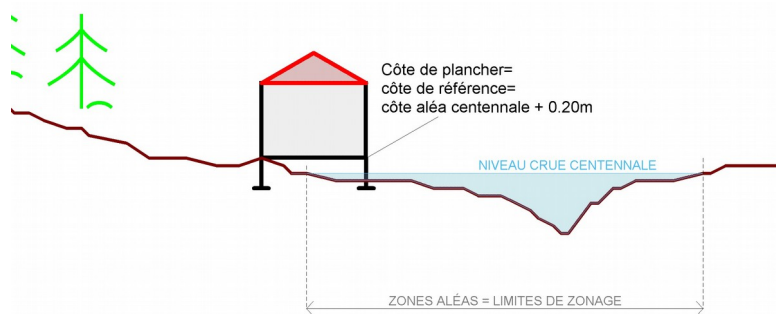 Côte de plancher=
côte de référence=
côte aléa centennale + 0.20m
NIVEAU CRUE CENTENNALE
ZONES ALÉAS = LIMITES DE ZONAGE